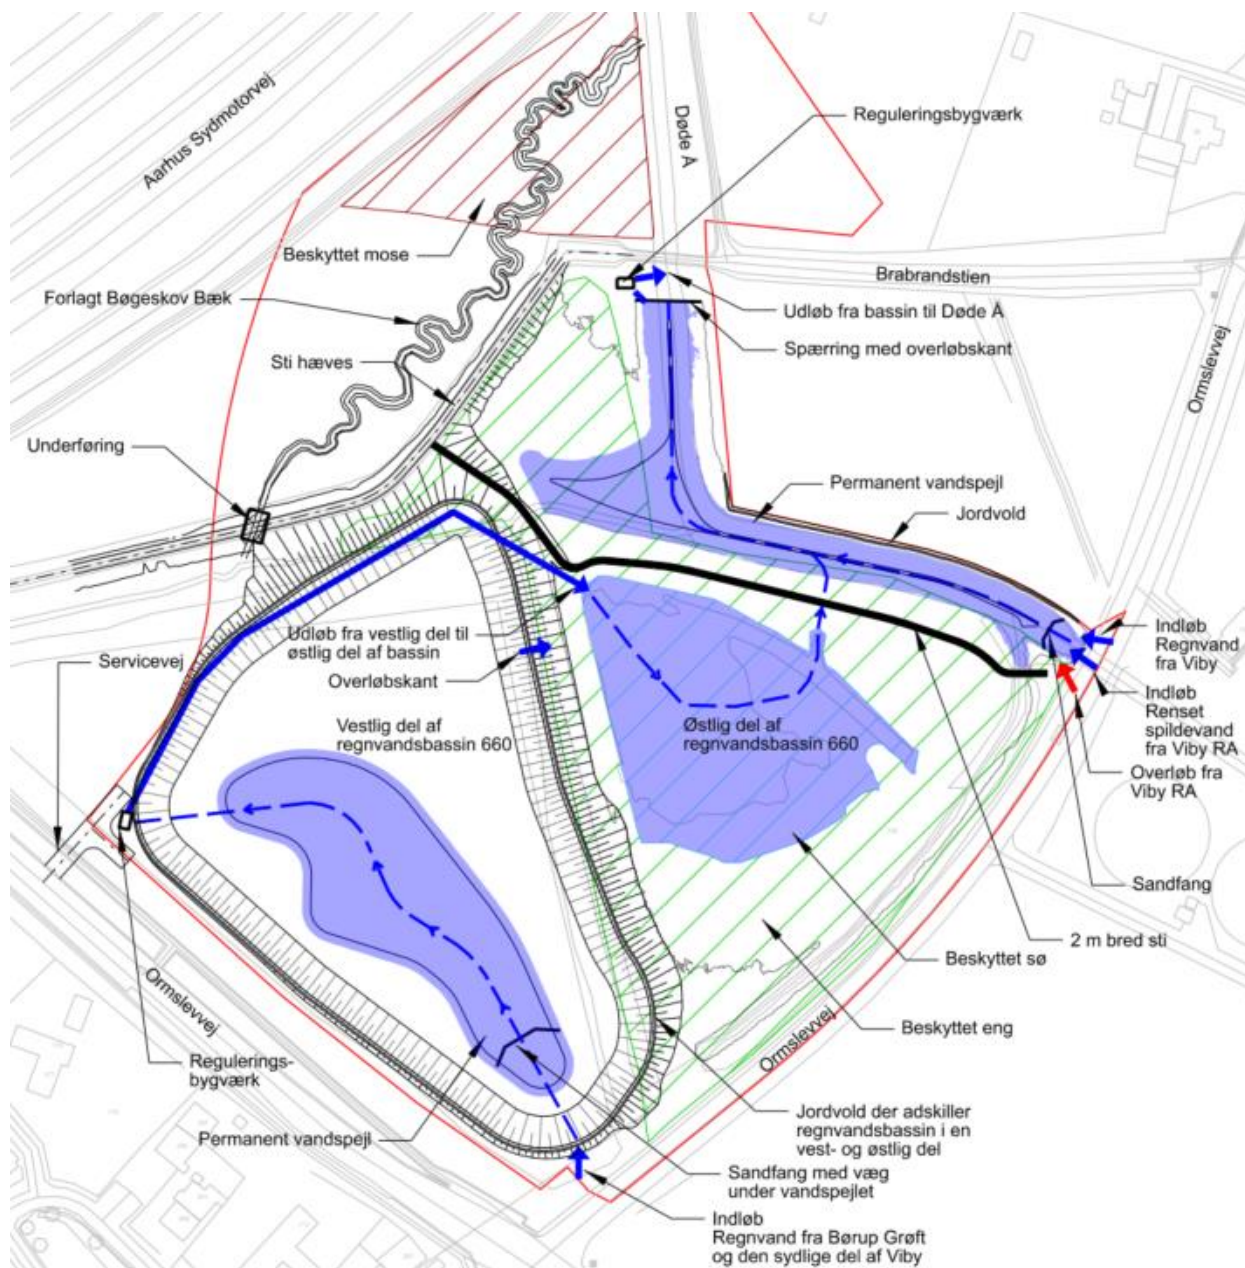 Aarhus Sydmotorvej
Døde Å
Reguleringsbygværk
Beskyttet mose
Brabrandstien
Forlagt Bøgeskov Bæk
Udløb fra bassin til Døde Å
Sti hæves
Spærring med overløbskant
Ormslevvej
Underføring
Permanent vandspejl
Jordvold
Udløb fra vestlig del til
østlig del af bassin
Servicevej
Overløbskant
Indløb
Regnvand
fra Viby
Vestlig del af
regnvandsbassin 660
Østlig del af
regnvandsbassin 660
Indløb
Renset
spildevand
fra Viby RA
Overløb fra
Viby RA
Sandfang
2 m bred sti
Beskyttet sø
Ormslevvej
Beskyttet eng
Ormslevvej
Regulerings-
bygværk
Permanent vandspejl
Jordvold der adskiller
regnvandsbassin i en
vest- og østlig del
Sandfang med væg
under vandspejlet
Indløb
Regnvand fra Børup Grøft
og den sydlige del af Viby